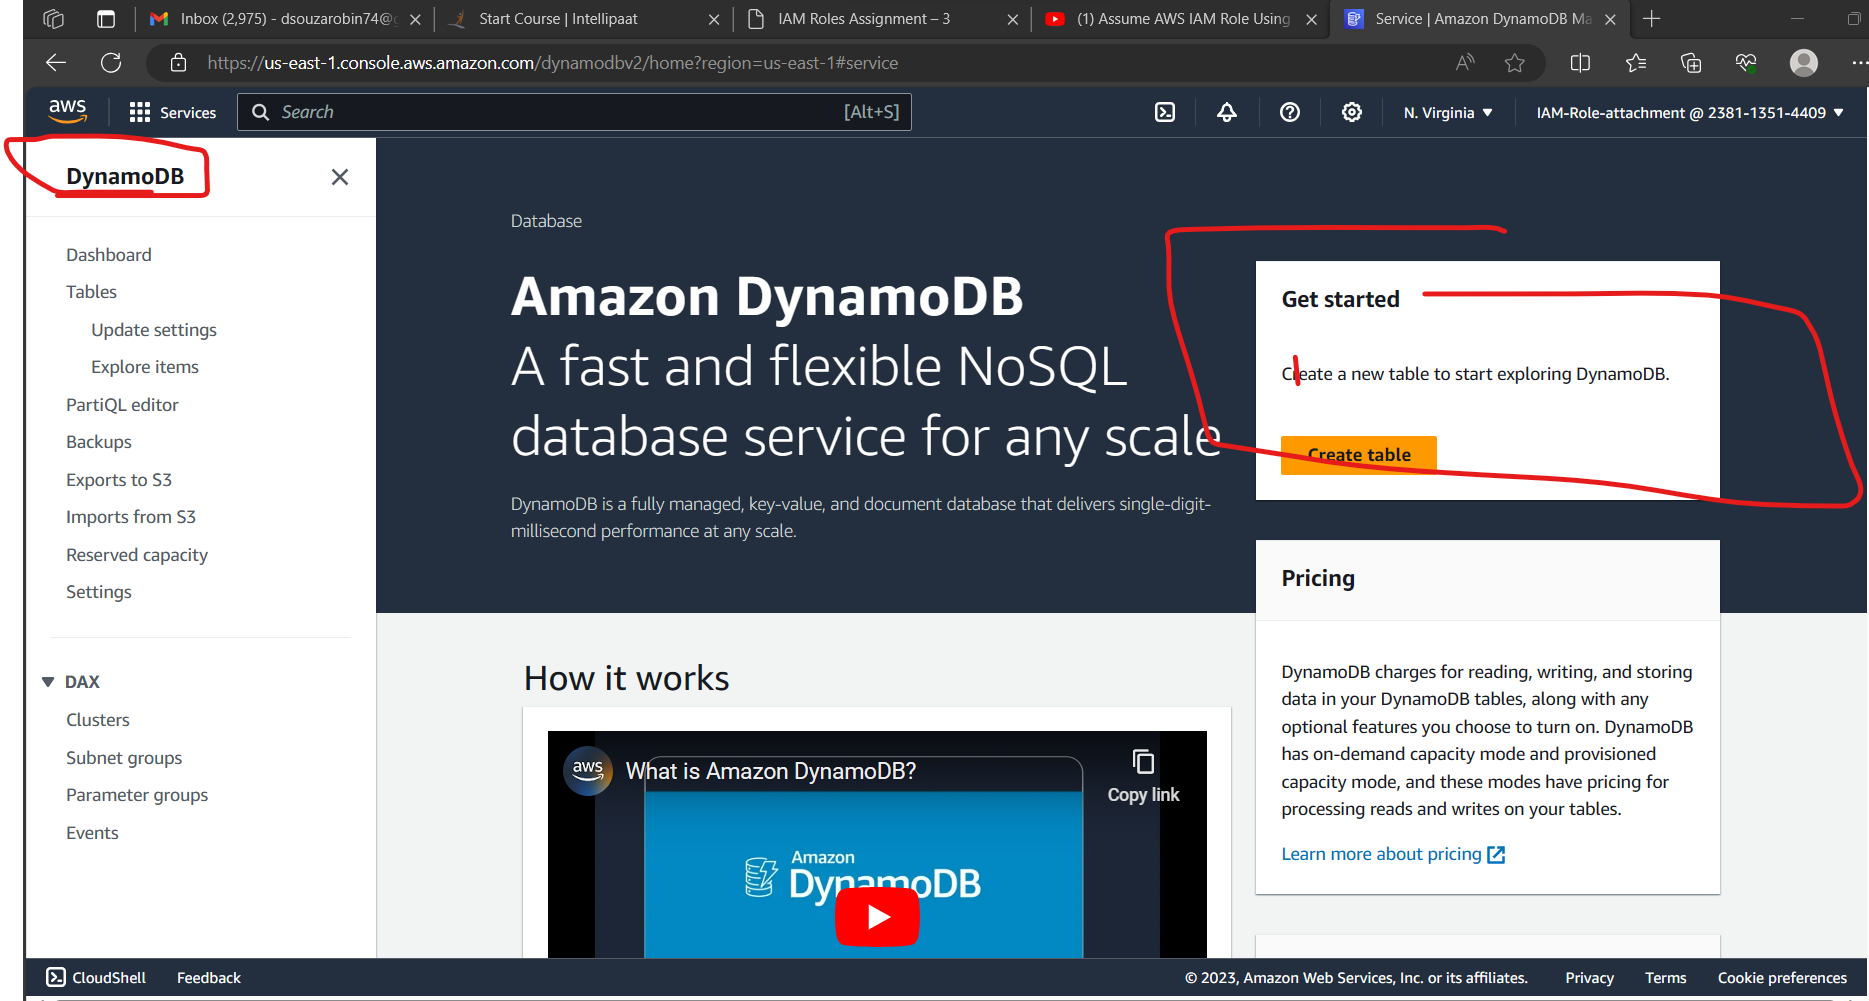 Inbox (2,975) - dsouzarobin74@g
Start Course | Intellipaat
IAM Roles Assignment – 3
(1) Assume AWS IAM Role Using
Service | Amazon DynamoDB Ma
https://us-east-1.console.aws.amazon.com/dynamodbv2/home?region=us-east-1#service
aws
Services
Search
[Alt+S]
N. Virginia
IAM-Role-attachment @ 2381-1351-4409
DynamoDB
Dashboard
Tables
Update settings
Explore items
PartiQL editor
Backups
Exports to S3
Imports from S3
Reserved capacity
Settings
DAX
Clusters
Subnet groups
Parameter groups
Events
Database
Amazon DynamoDB
A fast and flexible NoSQL
database service for any scale
DynamoDB is a fully managed, key-value, and document database that delivers single-digit-
millisecond performance at any scale.
Get started
Create a new table to start exploring DynamoDB.
Create table
Pricing
DynamoDB charges for reading, writing, and storing
data in your DynamoDB tables, along with any
optional features you choose to turn on. DynamoDB
has on-demand capacity mode and provisioned
capacity mode, and these modes have pricing for
processing reads and writes on your tables.
Learn more about pricing
How it works
aws
What is Amazon DynamoDB?
Copy link
Amazon
DynamoDB
CloudShell
Feedback
© 2023, Amazon Web Services, Inc. or its affiliates.
Privacy
Terms
Cookie preferences